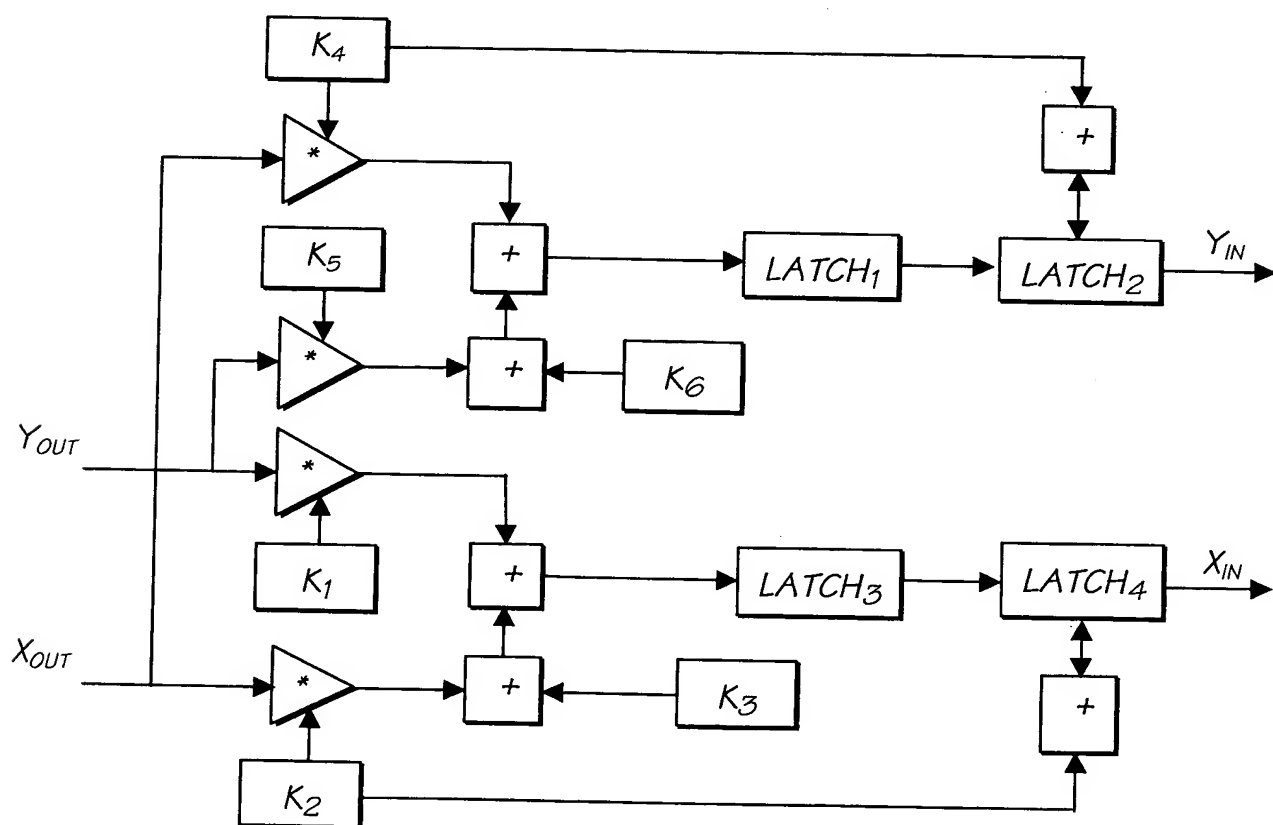 K4
+
*
K5
+
YIN
LATCH1
LATCH2
*
+
K6
YOUT
*
K1
+
LATCH3
LATCH4
XIN
XOUT
*
+
K3
+
K2